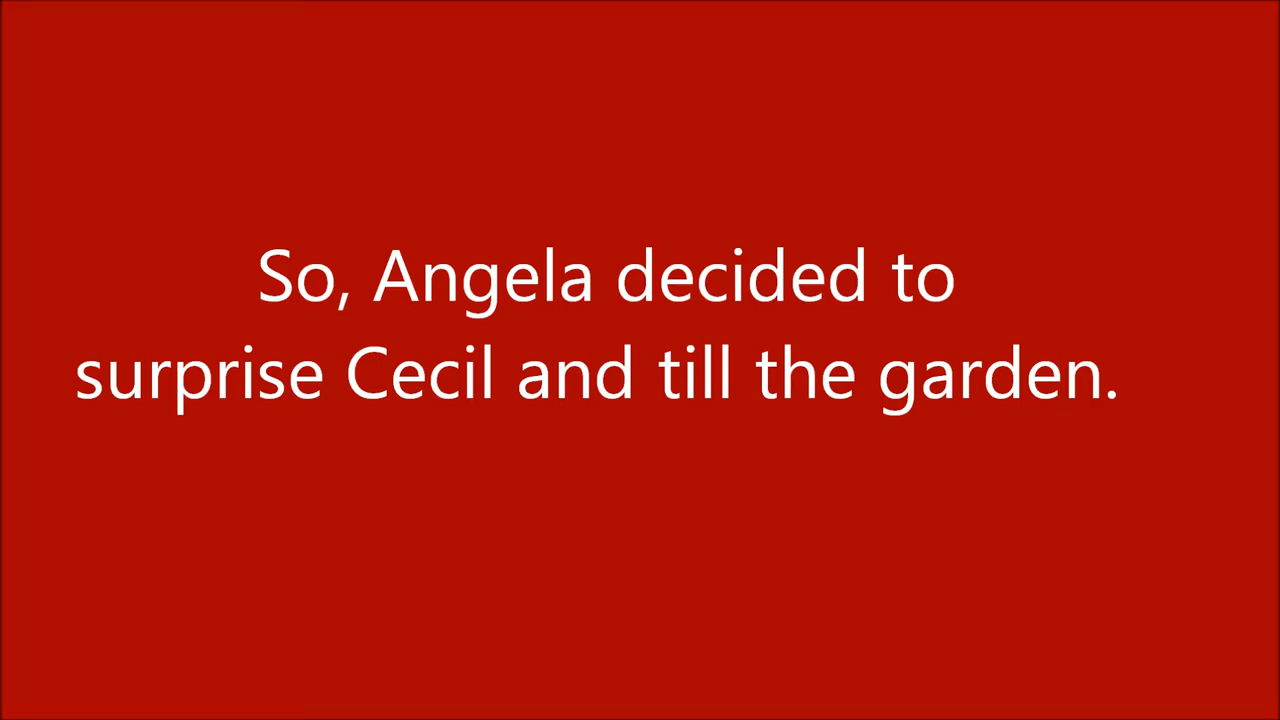 So, Angela decided to
surprise Cecil and till the garden.